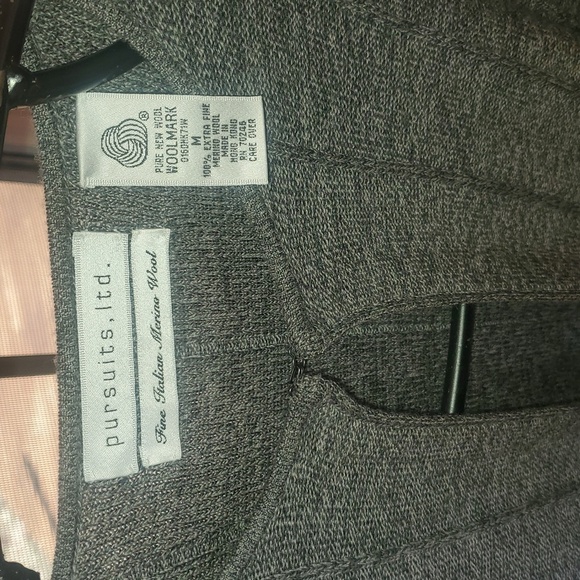 ®
PURE NEW WOOL
WOOLMARK
0160HK71W
M
100% EXTRA FINE
MERINO WOOL
MADE IN
HONG KONG
RN 70246
CARE OVER
pursuits, ltd.
Fine Italian Merino Wool